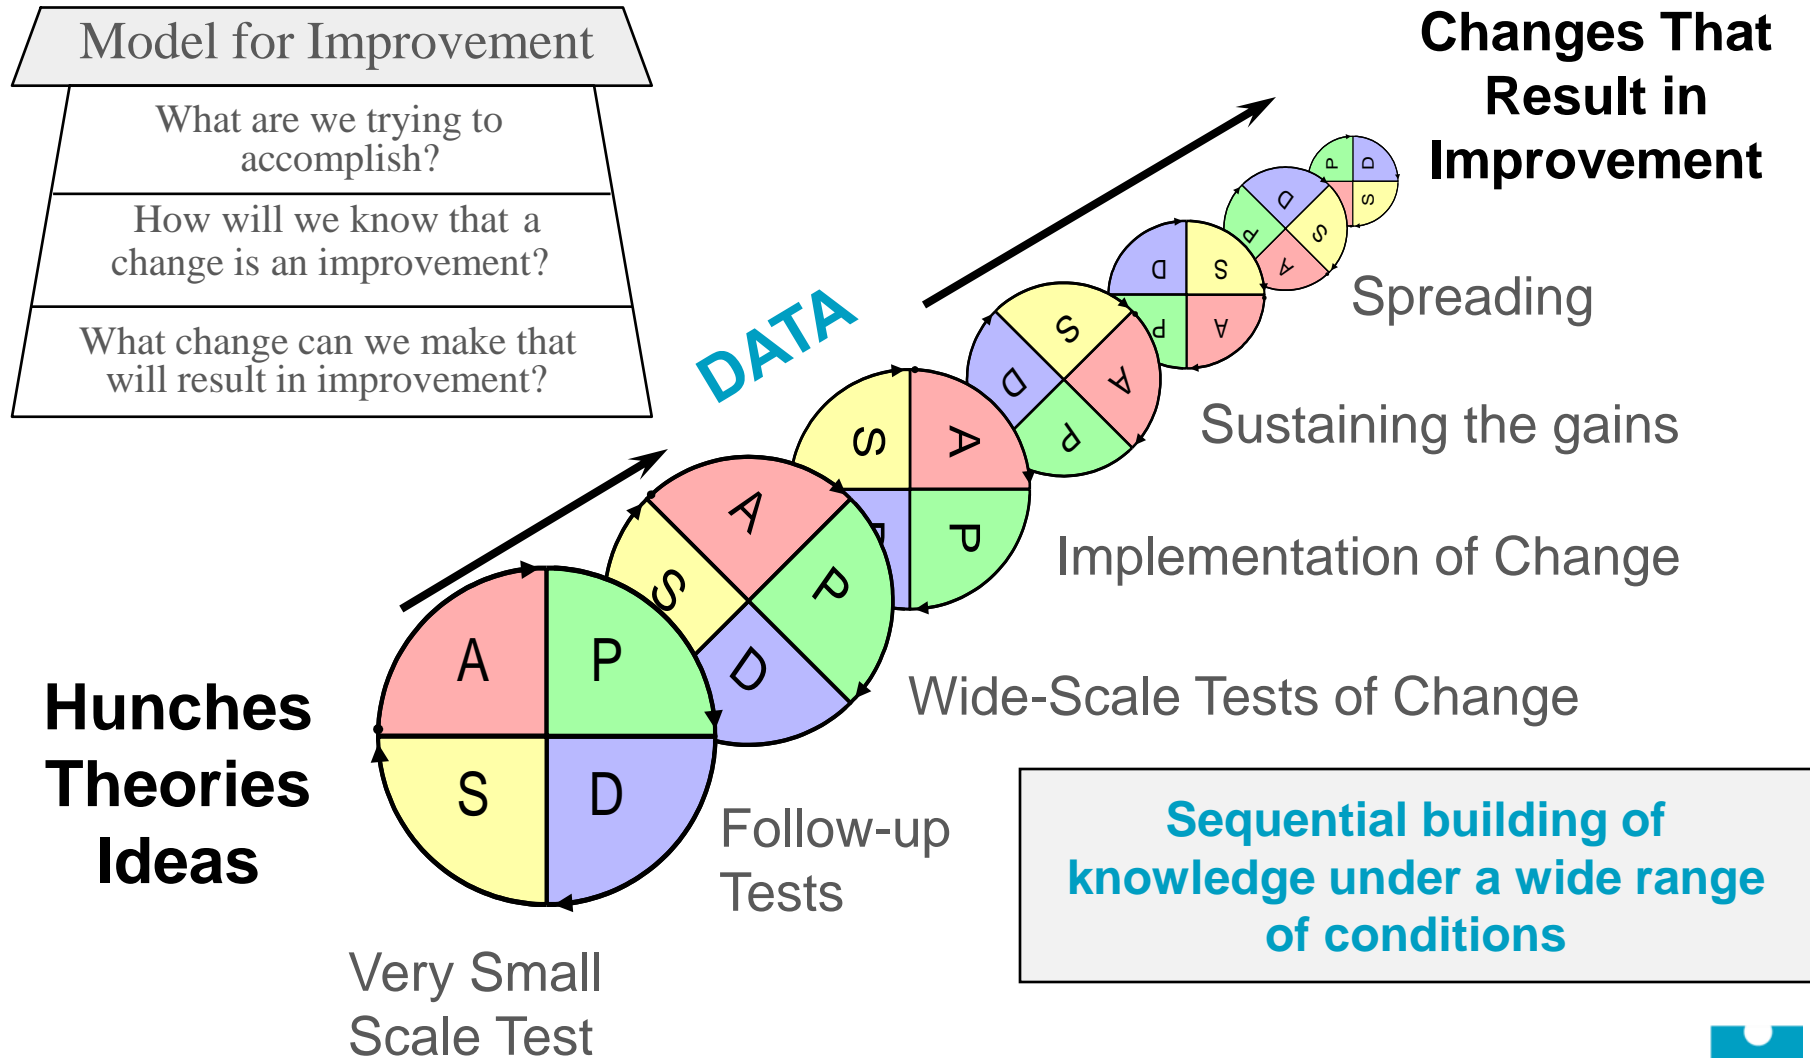 Model for Improvement
What are we trying to
accomplish?
How will we know that a
change is an improvement?
What change can we make that
will result in improvement?
Changes That
Result in
Improvement
DATA
P D
S
D
P S
A
D S
P A
S
D A
P
S A
P
A
S P
D
A P
S D
Spreading
Sustaining the gains
Implementation of Change
Wide-Scale Tests of Change
Follow-up
Tests
Very Small
Scale Test
Hunches
Theories
Ideas
Sequential building of
knowledge under a wide range
of conditions